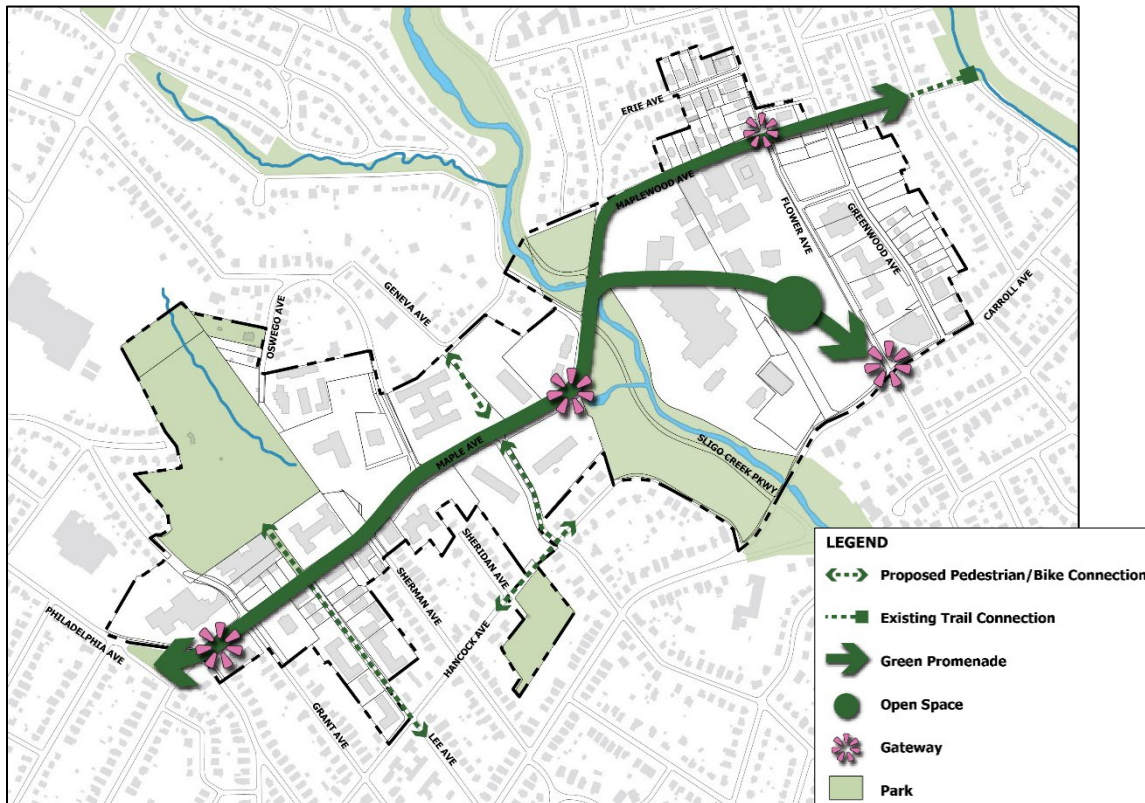 ERIE AVE
MAPLEWOOD AVE
FLOWER AVE
GREENWOOD AVE
CARROLL AVE
GENEVA AVE
OSWEGO AVE
MAPLE AVE
SLIGO CREEK PKWY
SHERIDAN AVE
SHERMAN AVE
HANCOCK AVE
PHILADELPHIA AVE
GRANT AVE
LEE AVE
LEGEND
Proposed Pedestrian/Bike Connection
Existing Trail Connection
Green Promenade
Open Space
Gateway
Park